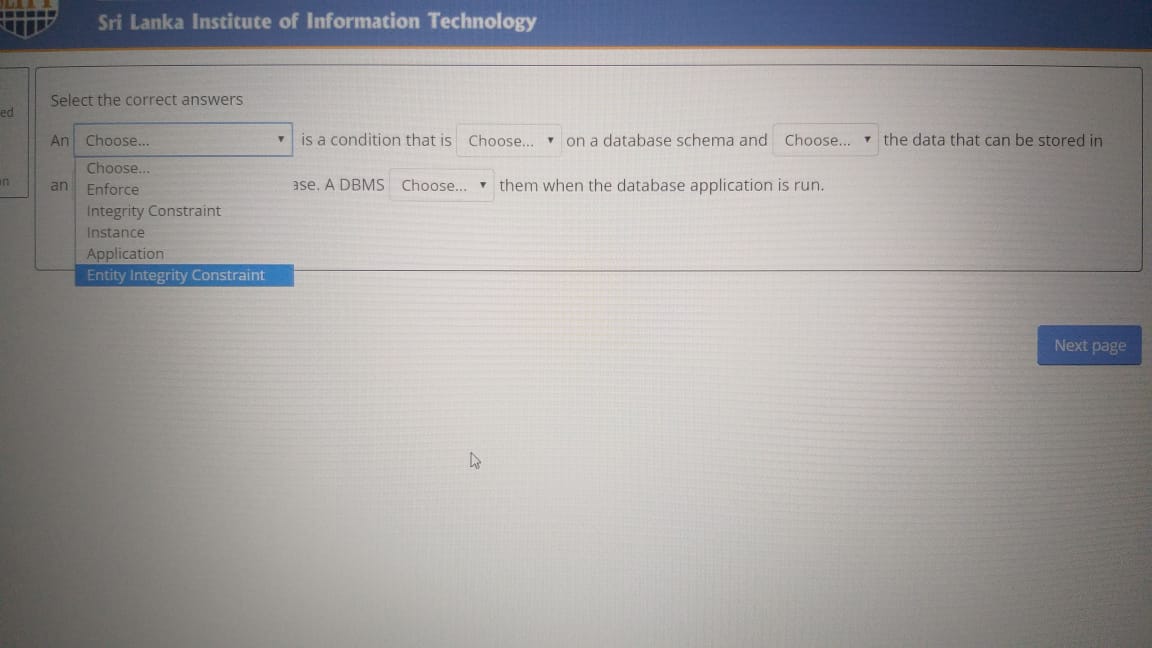 Sri Lanka Institute of Information Technology
Select the correct answers
ed
An Choose... is a condition that is Choose... on a database schema and Choose... the data that can be stored in
Choose...
an ase. A DBMS Choose... them when the database application is run.
Enforce
Integrity Constraint
Instance
Application
Entity Integrity Constraint
Next page